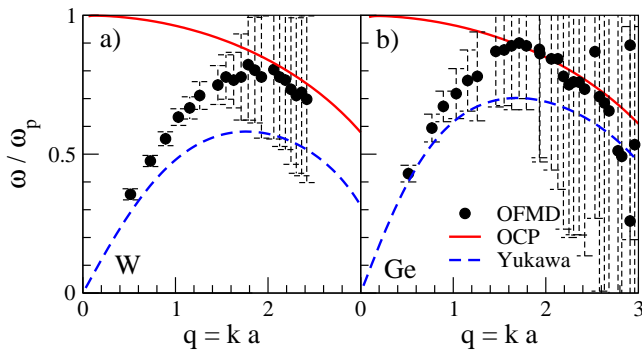 1
a)
b)
ω / ω_p
0.5
OFMD
OCP
W
Ge
Yukawa
0
0 1 2 0 1 2 3
q = k a q = k a